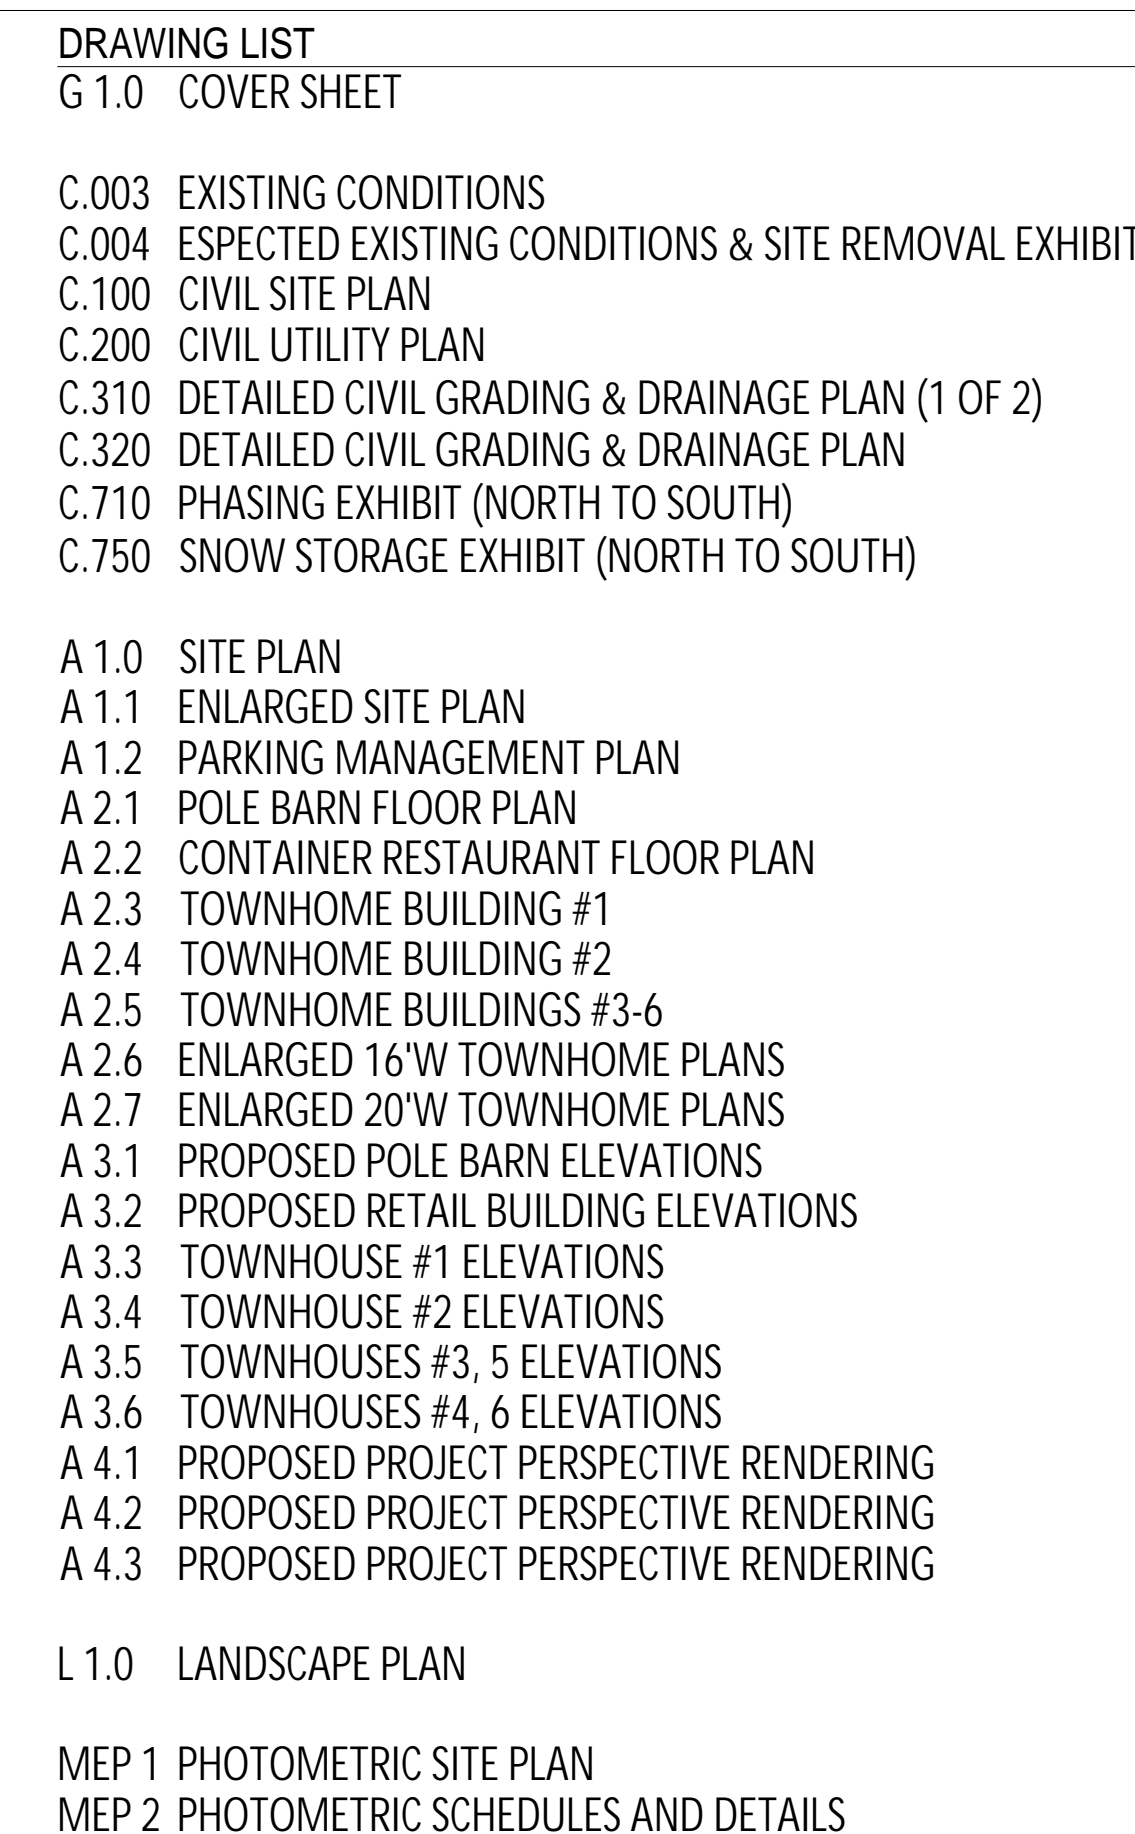 DRAWING LIST
G 1.0 COVER SHEET
C.003 EXISTING CONDITIONS
C.004 ESPECTED EXISTING CONDITIONS & SITE REMOVAL EXHIBIT
C.100 CIVIL SITE PLAN
C.200 CIVIL UTILITY PLAN
C.310 DETAILED CIVIL GRADING & DRAINAGE PLAN (1 OF 2)
C.320 DETAILED CIVIL GRADING & DRAINAGE PLAN
C.710 PHASING EXHIBIT (NORTH TO SOUTH)
C.750 SNOW STORAGE EXHIBIT (NORTH TO SOUTH)
A 1.0 SITE PLAN
A 1.1 ENLARGED SITE PLAN
A 1.2 PARKING MANAGEMENT PLAN
A 2.1 POLE BARN FLOOR PLAN
A 2.2 CONTAINER RESTAURANT FLOOR PLAN
A 2.3 TOWNHOME BUILDING #1
A 2.4 TOWNHOME BUILDING #2
A 2.5 TOWNHOME BUILDINGS #3-6
A 2.6 ENLARGED 16'W TOWNHOME PLANS
A 2.7 ENLARGED 20'W TOWNHOME PLANS
A 3.1 PROPOSED POLE BARN ELEVATIONS
A 3.2 PROPOSED RETAIL BUILDING ELEVATIONS
A 3.3 TOWNHOUSE #1 ELEVATIONS
A 3.4 TOWNHOUSE #2 ELEVATIONS
A 3.5 TOWNHOUSES #3, 5 ELEVATIONS
A 3.6 TOWNHOUSES #4, 6 ELEVATIONS
A 4.1 PROPOSED PROJECT PERSPECTIVE RENDERING
A 4.2 PROPOSED PROJECT PERSPECTIVE RENDERING
A 4.3 PROPOSED PROJECT PERSPECTIVE RENDERING
L 1.0 LANDSCAPE PLAN
MEP 1 PHOTOMETRIC SITE PLAN
MEP 2 PHOTOMETRIC SCHEDULES AND DETAILS